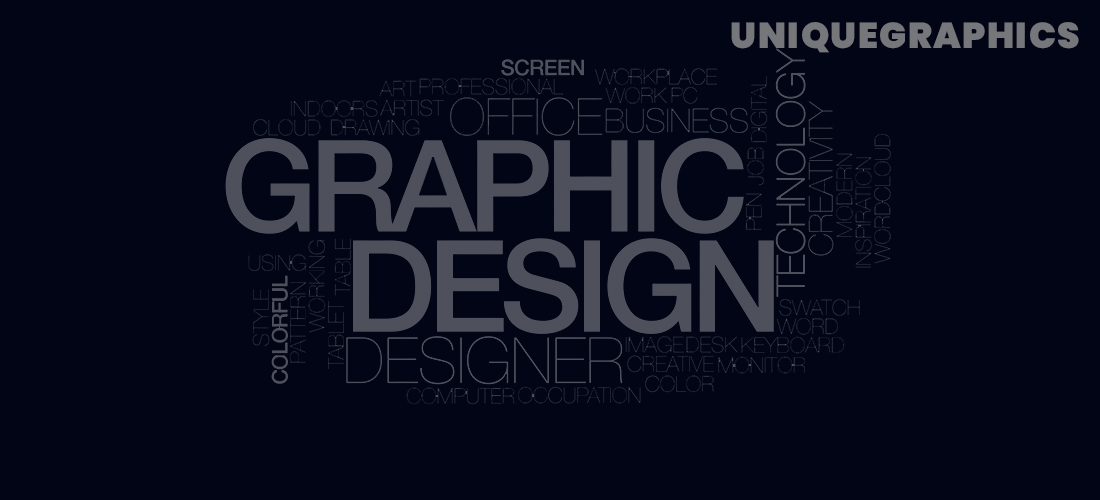 UNIQUEGRAPHICS
SCREEN
WORKPLACE
ART PROFESSIONAL
WORK PC
INDOORS ARTIST
OFFICE BUSINESS
CLOUD DRAWING
GRAPHIC
DESIGN
DIGITAL
PEN JOB
TECHNOLOGY
CREATIVITY
MODERN
INSPIRATION
WORDCLOUD
USING
STYLE
COLORFUL
PATTERN
WORKING
TABLET TABLE
SWATCH
WORD
DESIGNER
IMAGE DESK KEYBOARD
CREATIVE MONITOR
COLOR
COMPUTER OCCUPATION